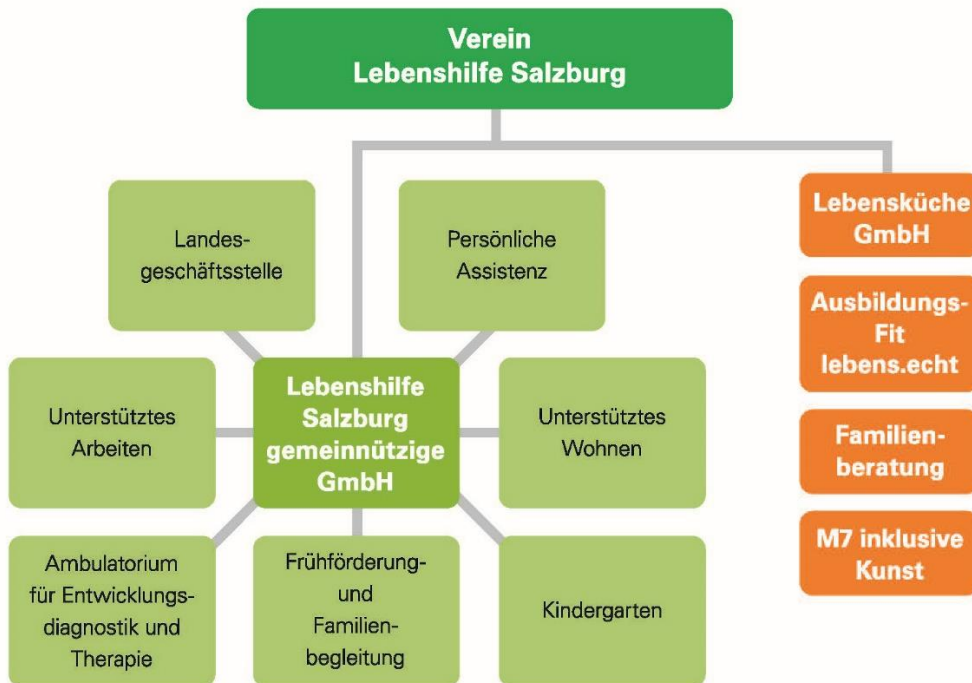 Verein
Lebenshilfe Salzburg
Landes-
geschäftsstelle
Persönliche
Assistenz
Lebensküche
GmbH
Ausbildungs-
Fit
lebens.echt
Unterstütztes
Arbeiten
Lebenshilfe
Salzburg
gemeinnützige
GmbH
Unterstütztes
Wohnen
Familien-
beratung
Ambulatorium
für Entwicklungs-
diagnostik und
Therapie
Frühförderung-
und
Familien-
begleitung
Kindergarten
M7 inklusive
Kunst